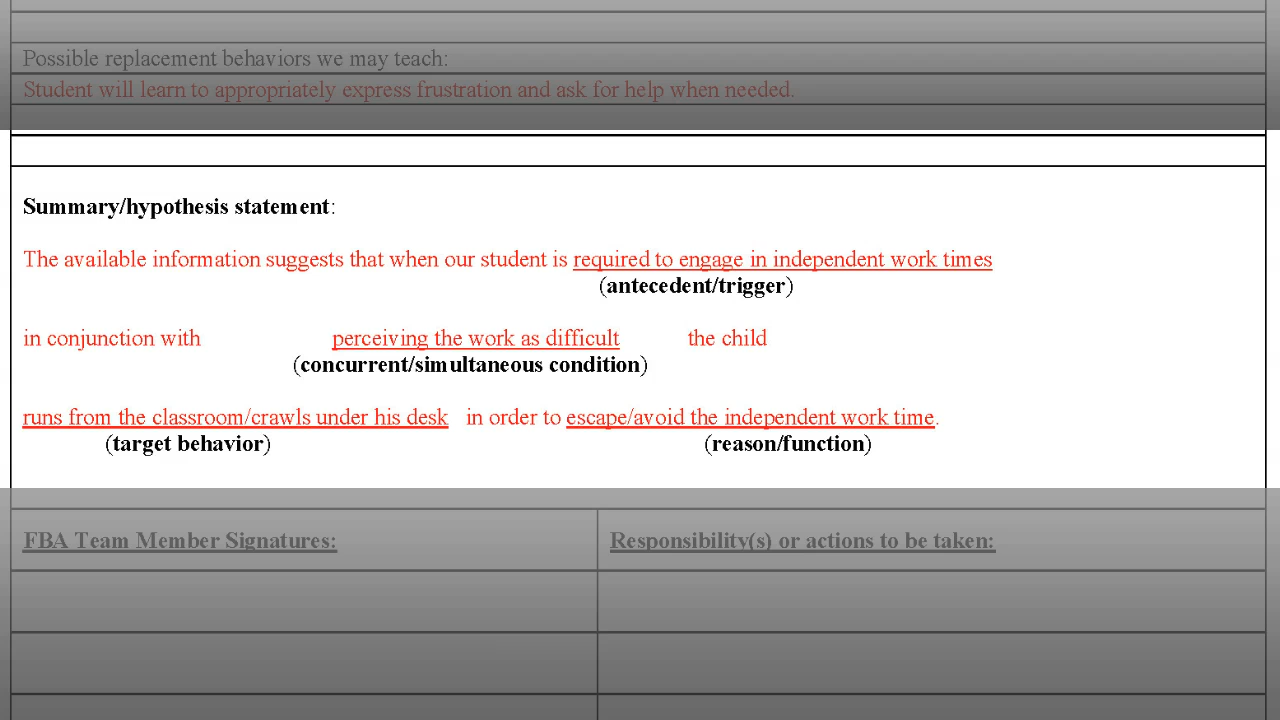 Possible replacement behaviors we may teach:
Student will learn to appropriately express frustration and ask for help when needed.
Summary/hypothesis statement:
The available information suggests that when our student is required to engage in independent work times
(antecedent/trigger)
in conjunction with perceiving the work as difficult the child
(concurrent/simultaneous condition)
runs from the classroom/crawls under his desk in order to escape/avoid the independent work time.
(target behavior) (reason/function)
FBA Team Member Signatures: Responsibility(s) or actions to be taken: